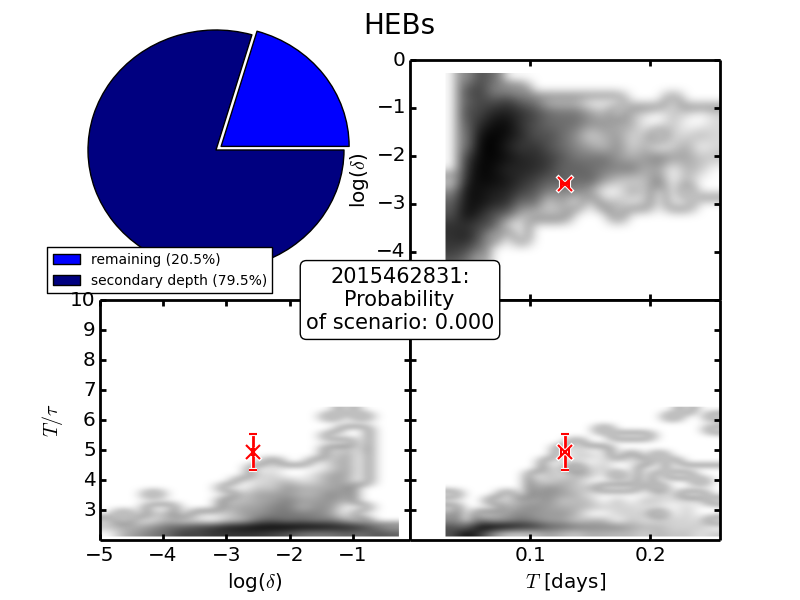 HEBs
remaining (20.5%)
secondary depth (79.5%)
0
−1
−2
−3
−4
log(δ)
2015462831:
Probability
of scenario: 0.000
10
9
8
7
6
5
4
3
T/τ
−5 −4 −3 −2 −1
log(δ)
0.1 0.2
T [days]